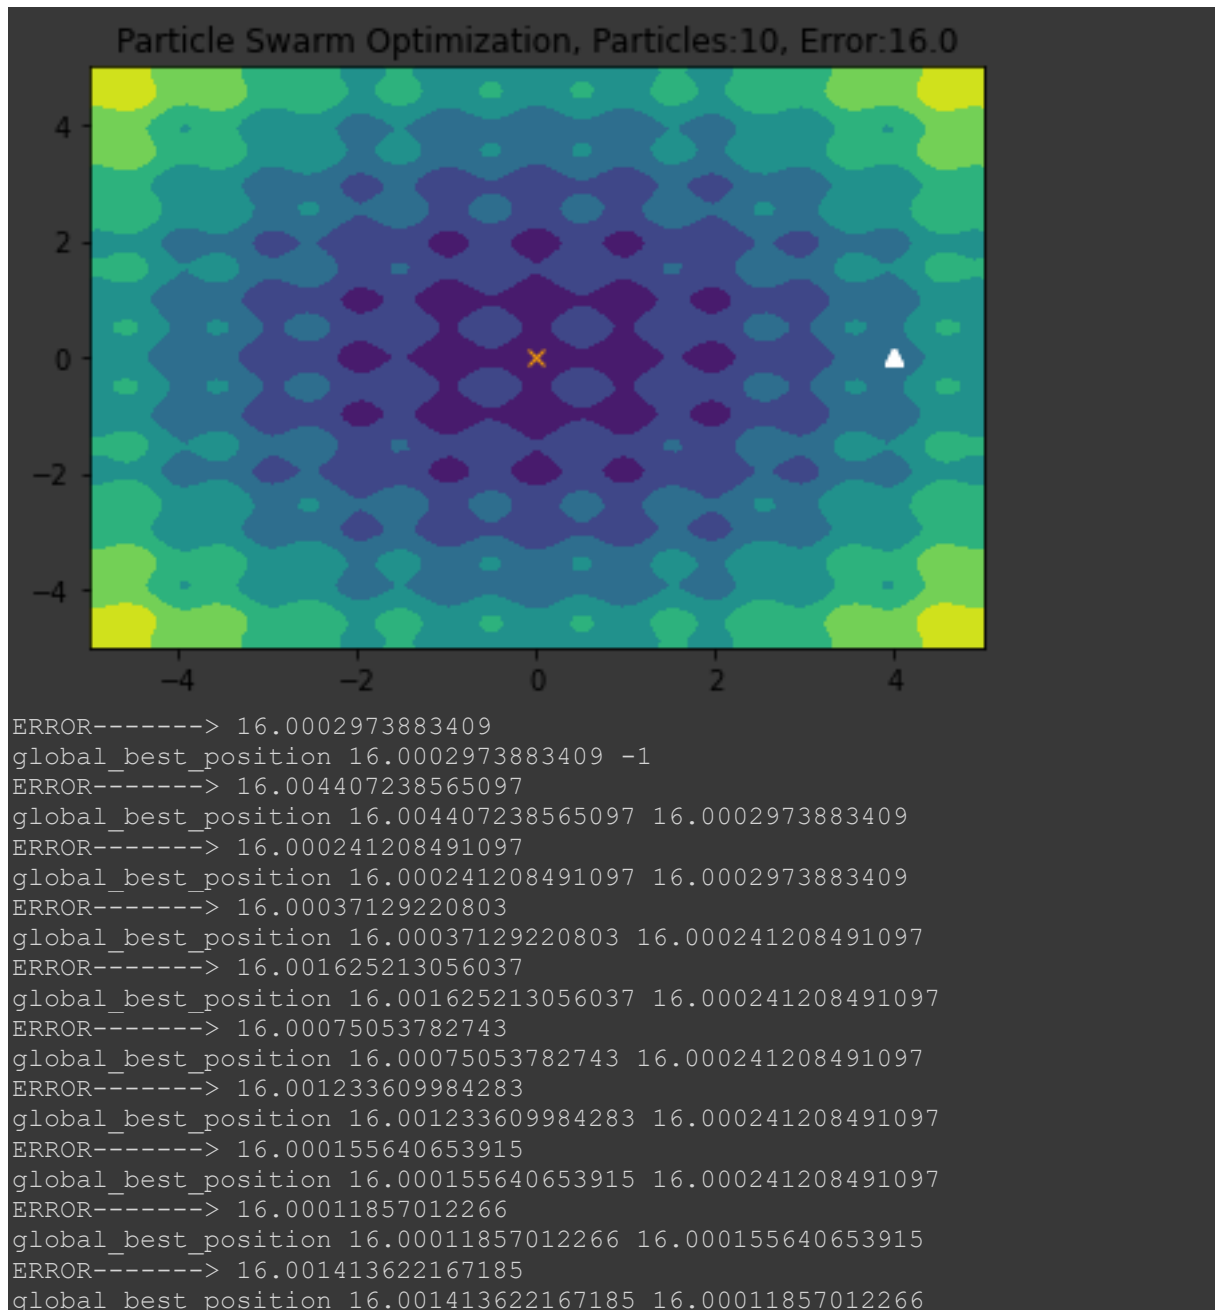 Particle Swarm Optimization, Particles:10, Error:16.0
4
2
0
−2
−4
−4 −2 0 2 4
ERROR-------> 16.0002973883409
global_best_position 16.0002973883409 -1
ERROR-------> 16.004407238565097
global_best_position 16.004407238565097 16.0002973883409
ERROR-------> 16.000241208491097
global_best_position 16.000241208491097 16.0002973883409
ERROR-------> 16.00037129220803
global_best_position 16.00037129220803 16.000241208491097
ERROR-------> 16.001625213056037
global_best_position 16.001625213056037 16.000241208491097
ERROR-------> 16.00075053782743
global_best_position 16.00075053782743 16.000241208491097
ERROR-------> 16.001233609984283
global_best_position 16.001233609984283 16.000241208491097
ERROR-------> 16.000155640653915
global_best_position 16.000155640653915 16.000241208491097
ERROR-------> 16.00011857012266
global_best_position 16.00011857012266 16.000155640653915
ERROR-------> 16.001413622167185
global_best_position 16.001413622167185 16.00011857012266